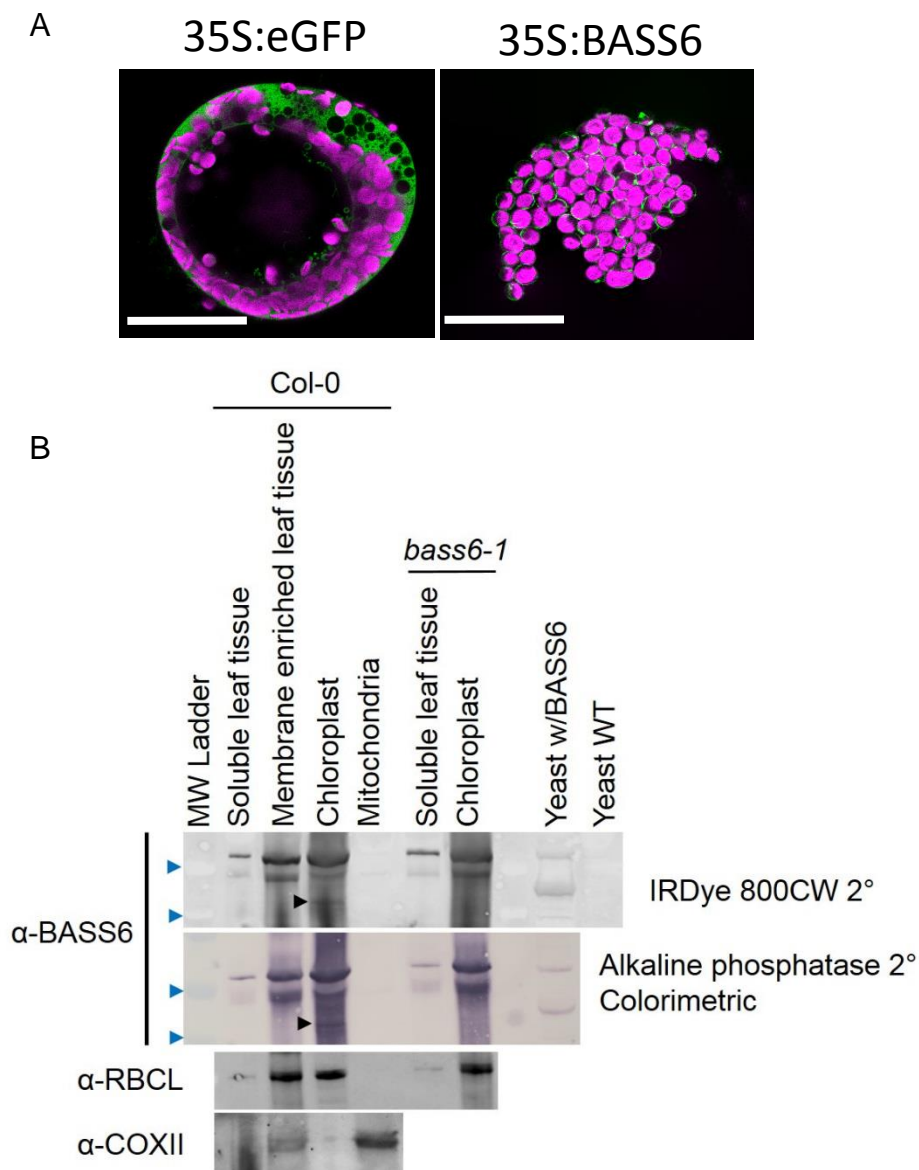 A
35S:eGFP
35S:BASS6
Col-0
B
bass6-1
MW Ladder
Soluble leaf tissue
Membrane enriched leaf tissue
Chloroplast
Mitochondria
Soluble leaf tissue
Chloroplast
Yeast w/BASS6
Yeast WT
α-BASS6
IRDye 800CW 2°
Alkaline phosphatase 2°
Colorimetric
α-RBCL
α-COXII